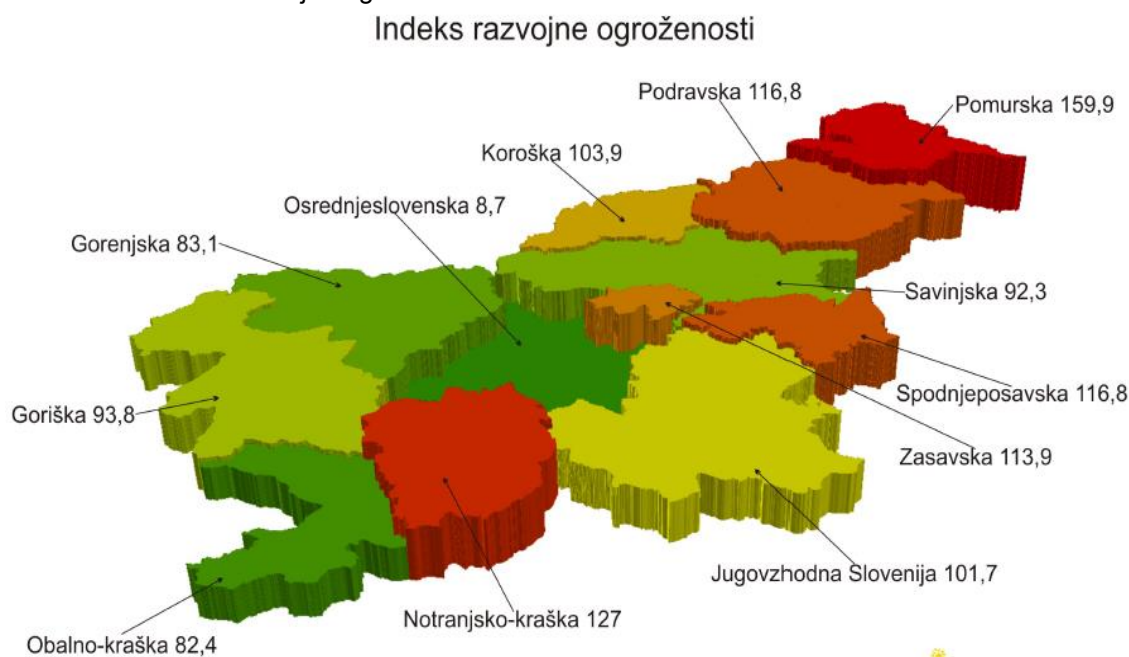 Indeks razvojne ogroženosti
Podravska 116,8
Pomurska 159,9
Koroška 103,9
Osrednjeslovenska 8,7
Gorenjska 83,1
Savinjska 92,3
Spodnjeposavska 116,8
Goriška 93,8
Zasavska 113,9
Jugovzhodna Slovenija 101,7
Notranjsko-kraška 127
Obalno-kraška 82,4